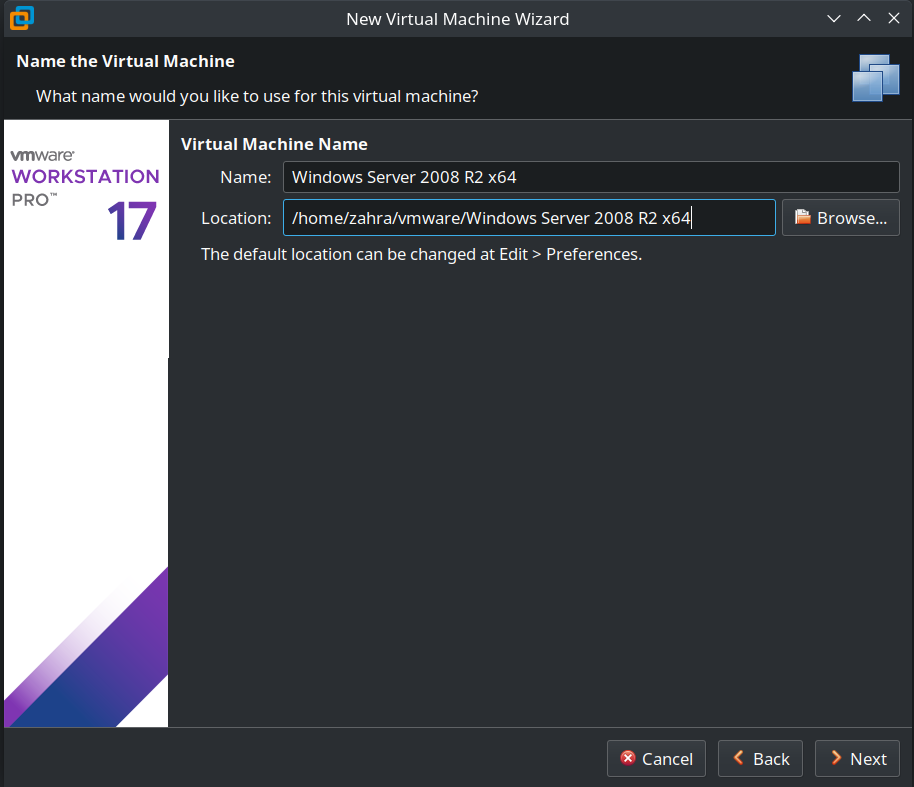 New Virtual Machine Wizard
Name the Virtual Machine
What name would you like to use for this virtual machine?
vmware®
WORKSTATION
PRO™
17
Virtual Machine Name
Name: Windows Server 2008 R2 x64
Location: /home/zahra/vmware/Windows Server 2008 R2 x64 Browse...
The default location can be changed at Edit > Preferences.
Cancel Back Next